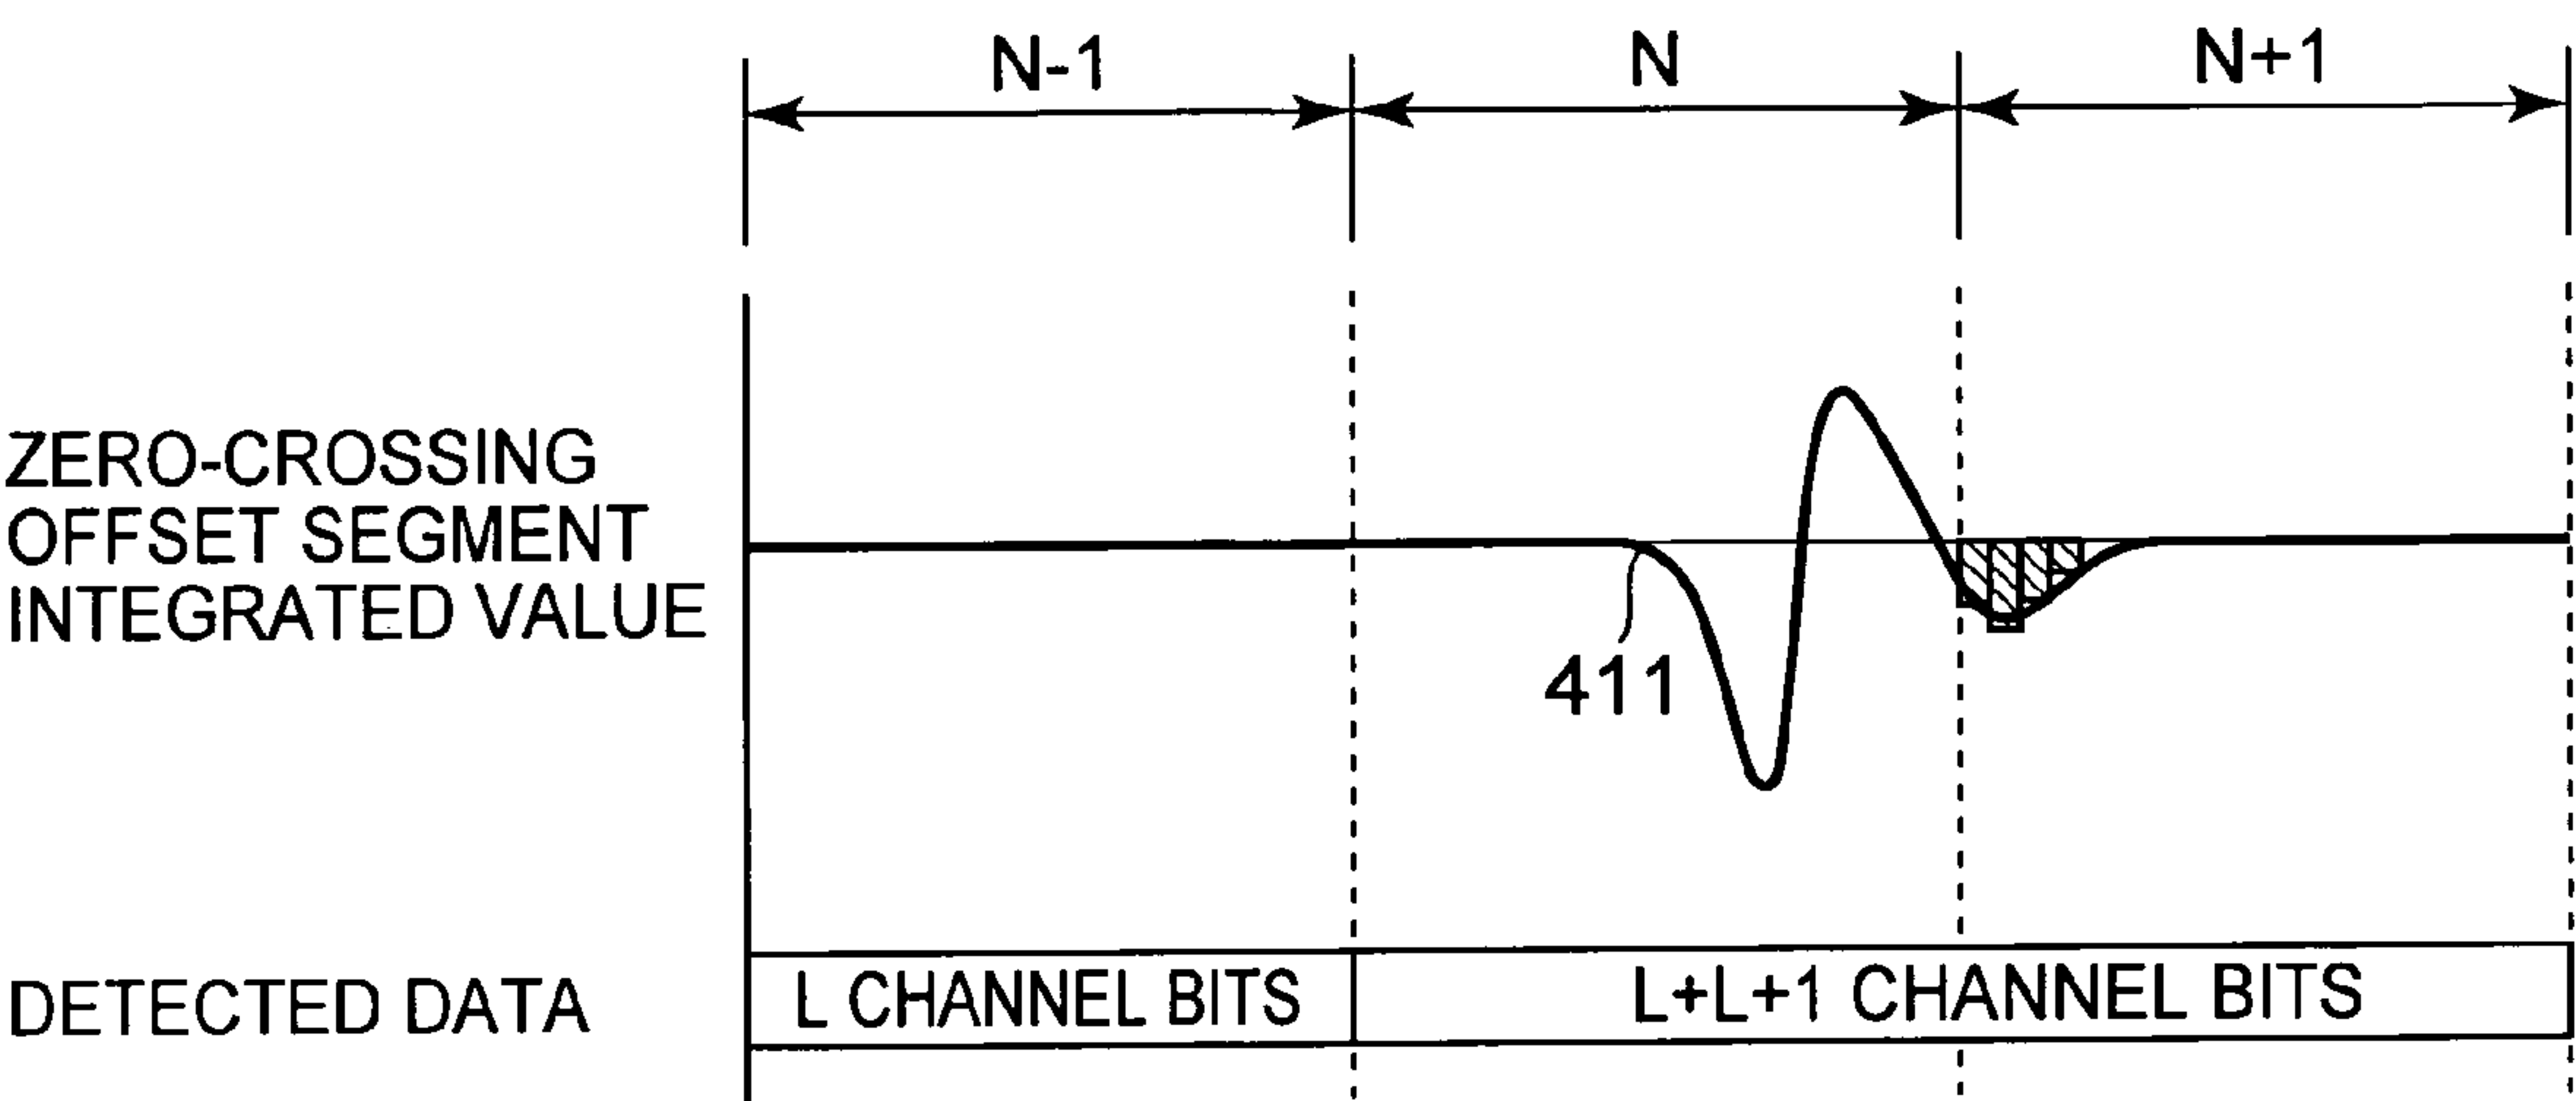 N-1
N
N+1
ZERO-CROSSING
OFFSET SEGMENT
INTEGRATED VALUE
411
DETECTED DATA
L CHANNEL BITS
L+L+1 CHANNEL BITS